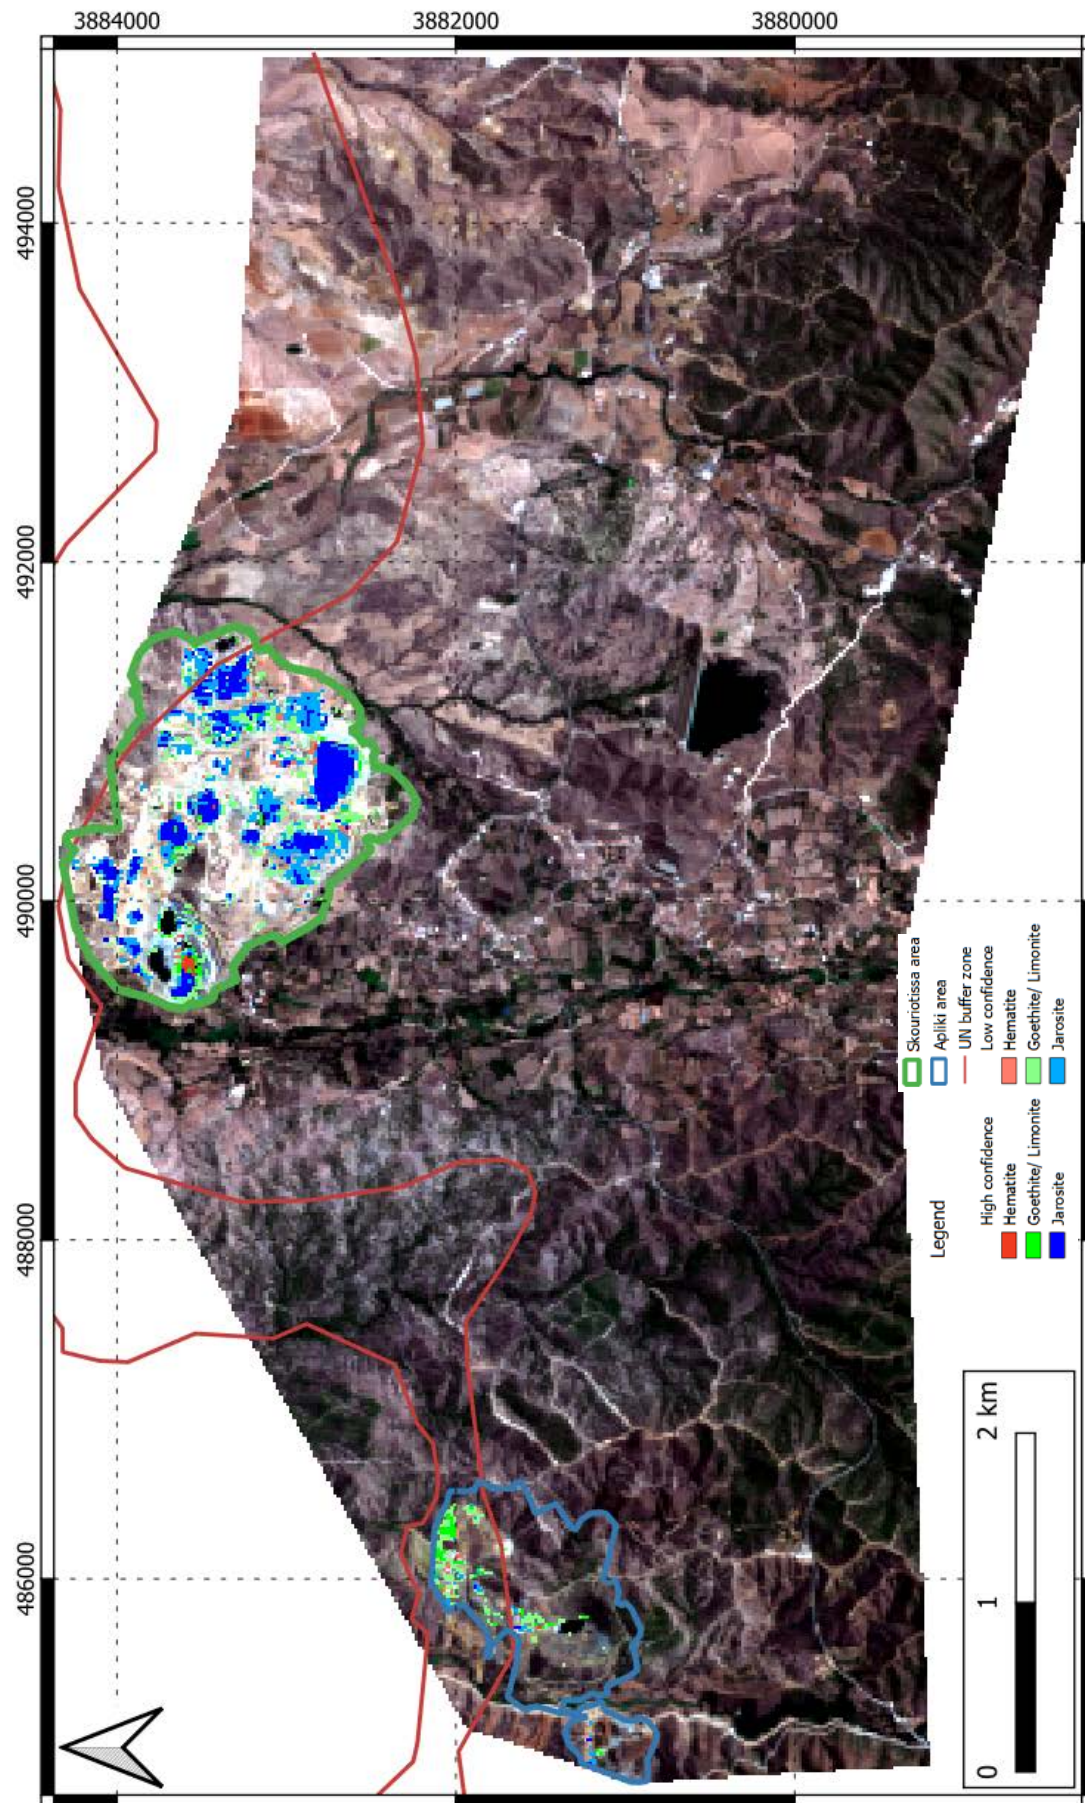 3884000
3882000
3880000
494000
492000
490000
488000
486000
Legend
High confidence
Hematite
Goethite/ Limonite
Jarosite
Skouriotissa area
Apliki area
UN buffer zone
Low confidence
Hematite
Goethite/ Limonite
Jarosite
0 1 2 km